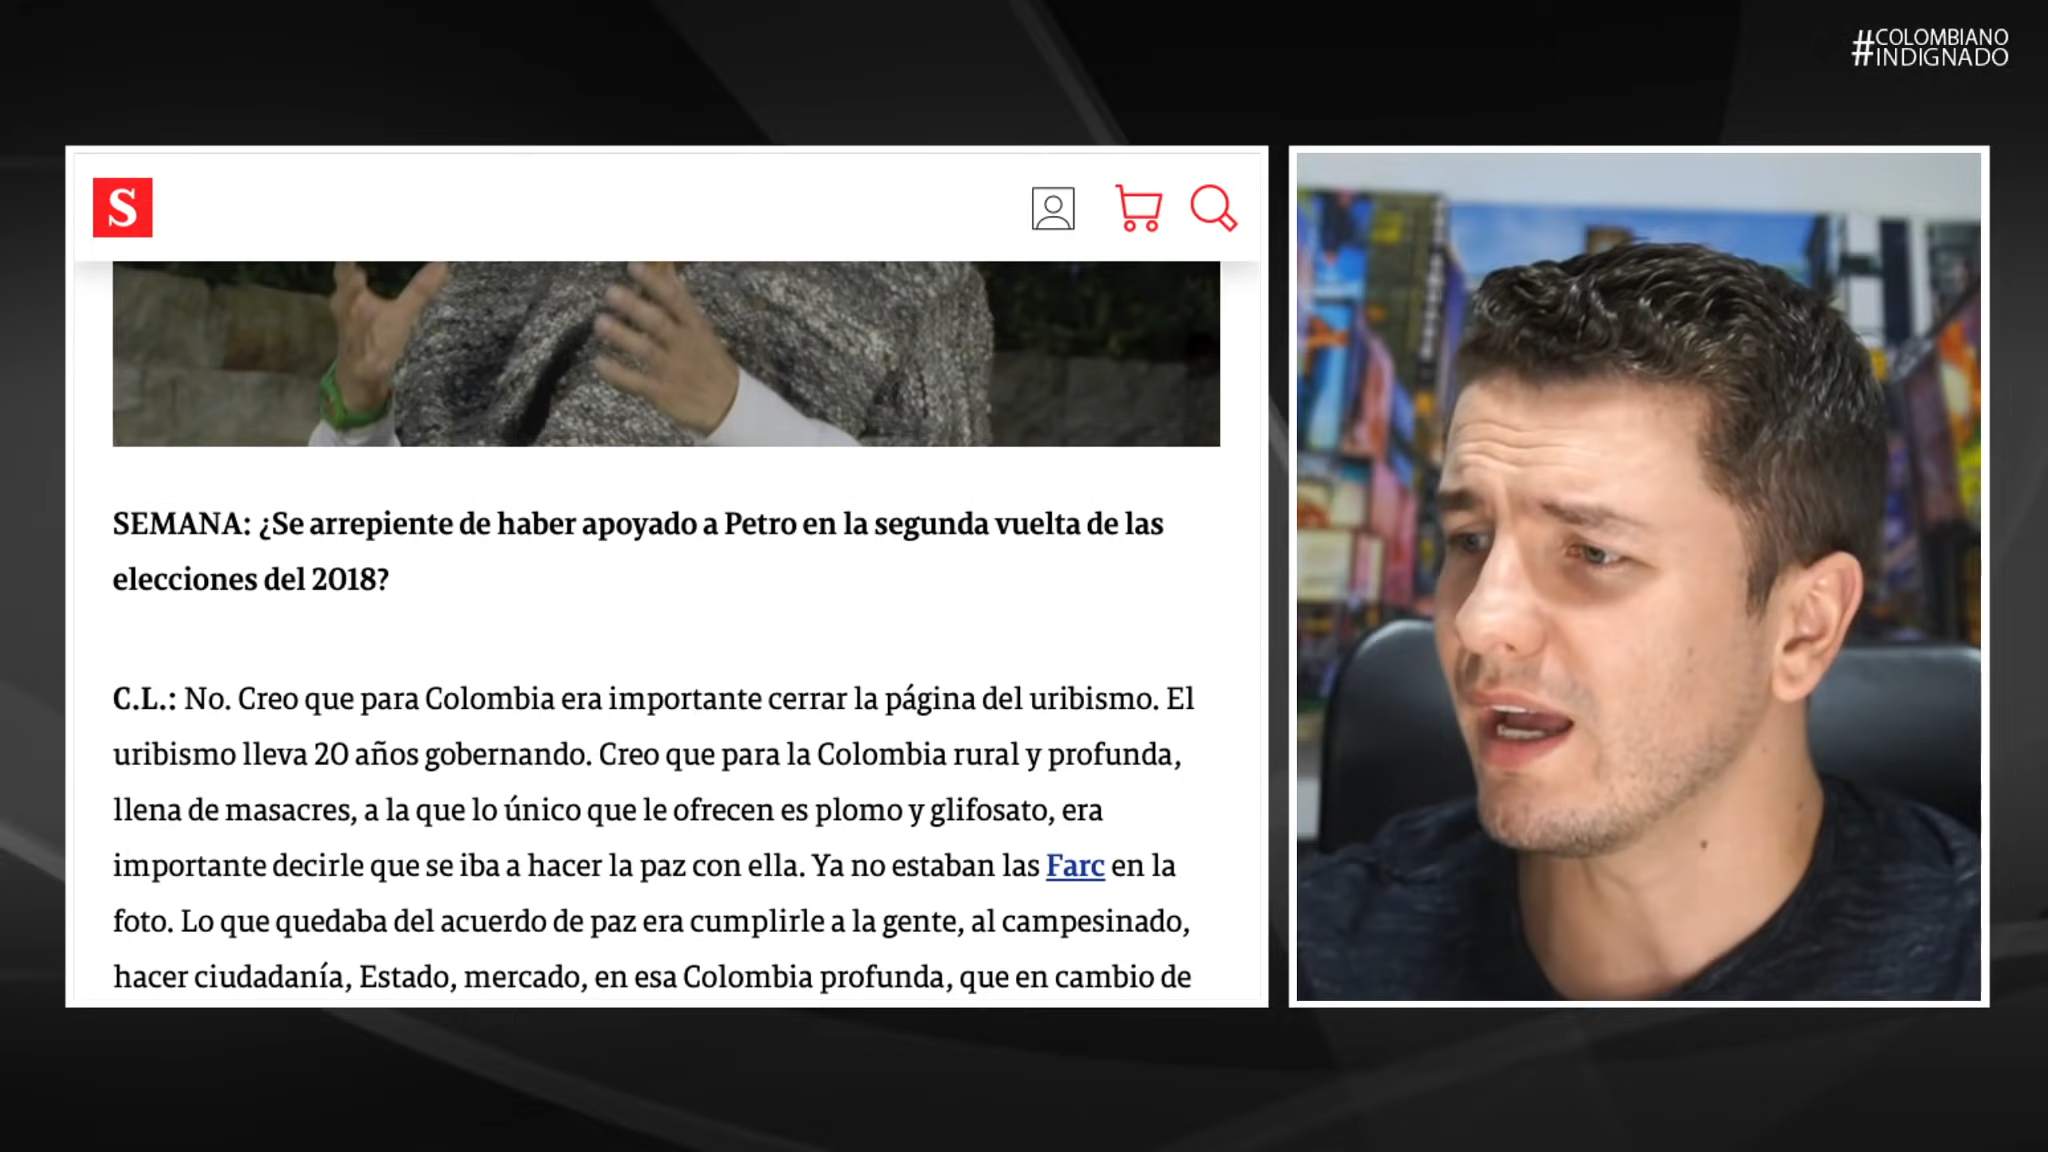 #COLOMBIANO
INDIGNADO
S
SEMANA: ¿Se arrepiente de haber apoyado a Petro en la segunda vuelta de las
elecciones del 2018?
C.L.: No. Creo que para Colombia era importante cerrar la página del uribismo. El
uribismo lleva 20 años gobernando. Creo que para la Colombia rural y profunda,
llena de masacres, a la que lo único que le ofrecen es plomo y glifosato, era
importante decirle que se iba a hacer la paz con ella. Ya no estaban las Farc en la
foto. Lo que quedaba del acuerdo de paz era cumplirle a la gente, al campesinado,
hacer ciudadanía, Estado, mercado, en esa Colombia profunda, que en cambio de